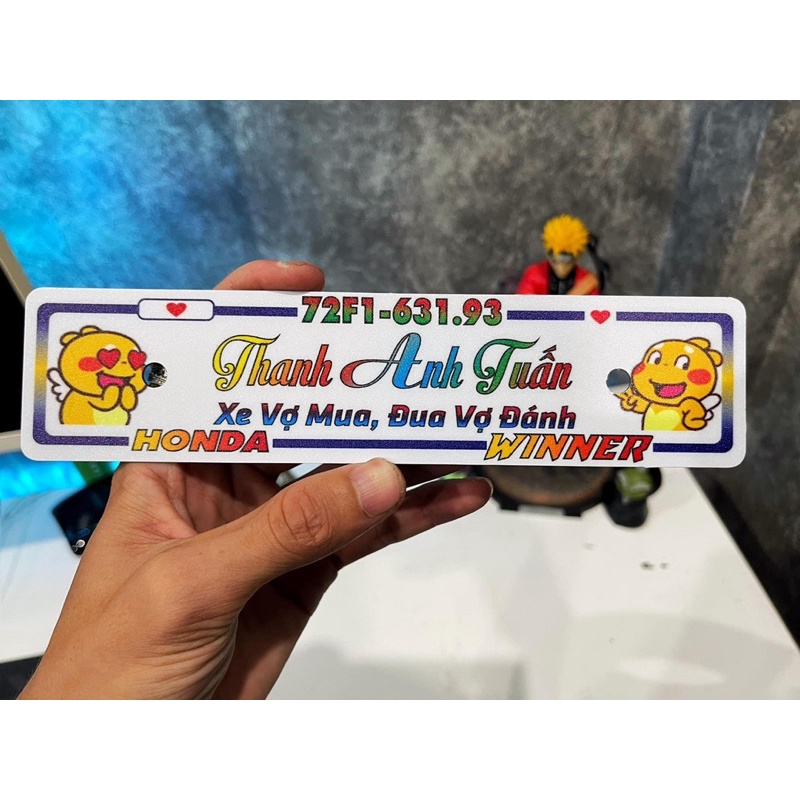 72F1-631.93
Thanh Anh Tuấn
Xe Vợ Mua, Đua Vợ Đánh
HONDA WINNER